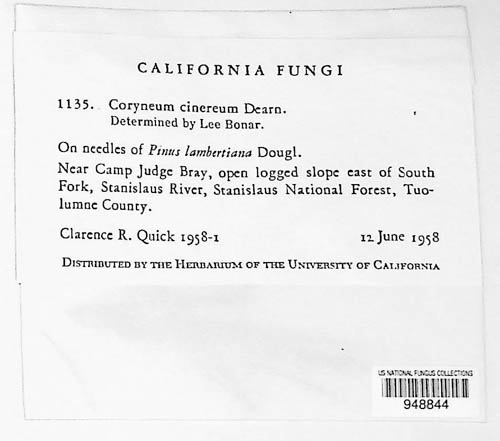 CALIFORNIA FUNGI
1135. Coryneum cinereum Dearn.
Determined by Lee Bonar.
On needles of Pinus lambertiana Dougl.
Near Camp Judge Bray, open logged slope east of South
Fork, Stanislaus River, Stanislaus National Forest, Tuo-
lumne County.
Clarence R. Quick 1958-1 12 June 1958
Distributed by the Herbarium of the University of California
US NATIONAL FUNGUS COLLECTIONS
948844